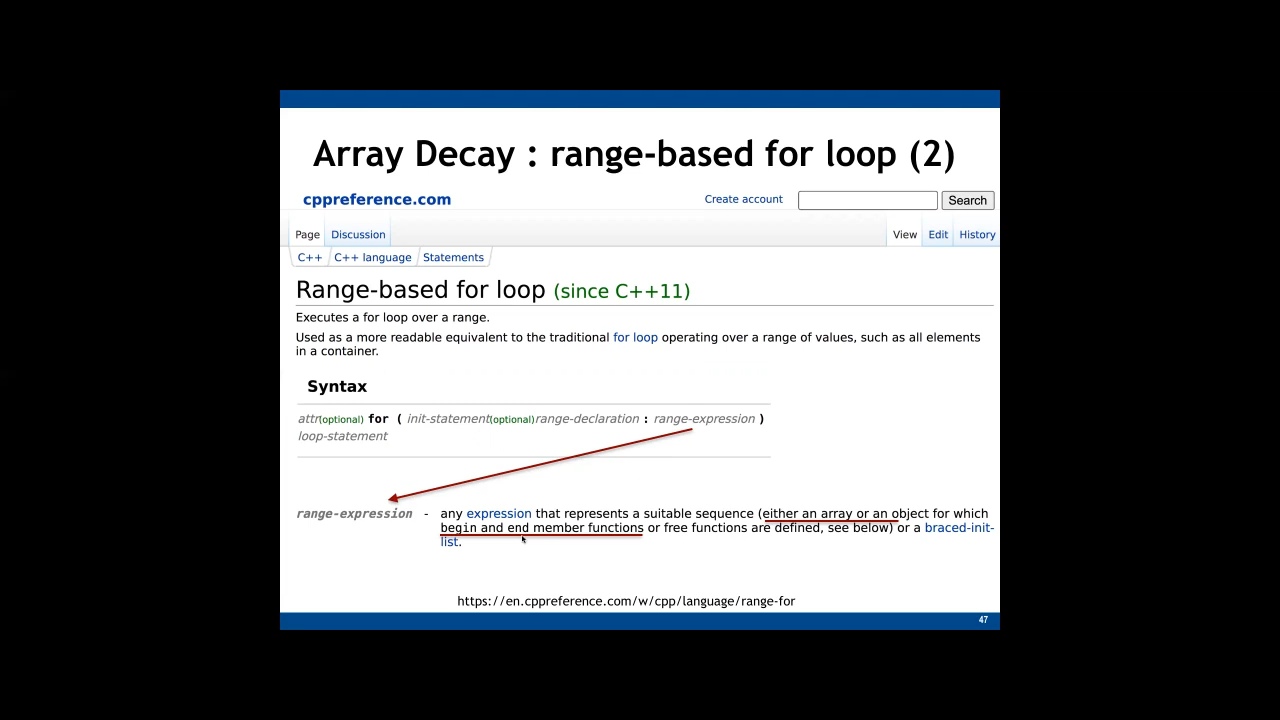 Array Decay : range-based for loop (2)
cppreference.com Create account Search
Page Discussion View Edit History
C++ C++ language Statements
Range-based for loop (since C++11)
Executes a for loop over a range.
Used as a more readable equivalent to the traditional for loop operating over a range of values, such as all elements
in a container.
Syntax
attr(optional) for ( init-statement(optional)range-declaration : range-expression )
loop-statement
range-expression - any expression that represents a suitable sequence (either an array or an object for which
begin and end member functions or free functions are defined, see below) or a braced-init-
list.
https://en.cppreference.com/w/cpp/language/range-for
47